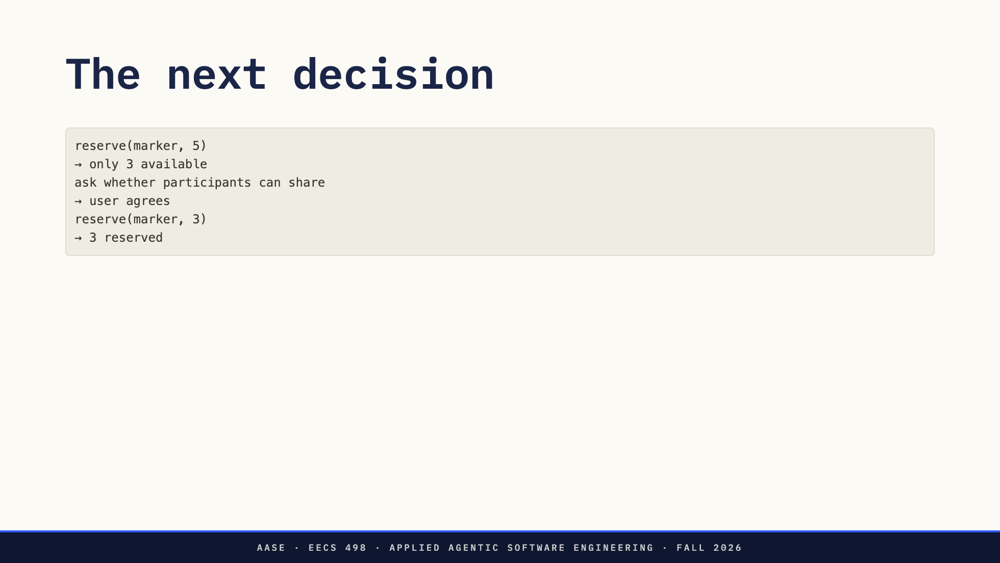 The next decision
reserve(marker, 5)
→ only 3 available
ask whether participants can share
→ user agrees
reserve(marker, 3)
→ 3 reserved
AASE · EECS 498 · APPLIED AGENTIC SOFTWARE ENGINEERING · FALL 2026